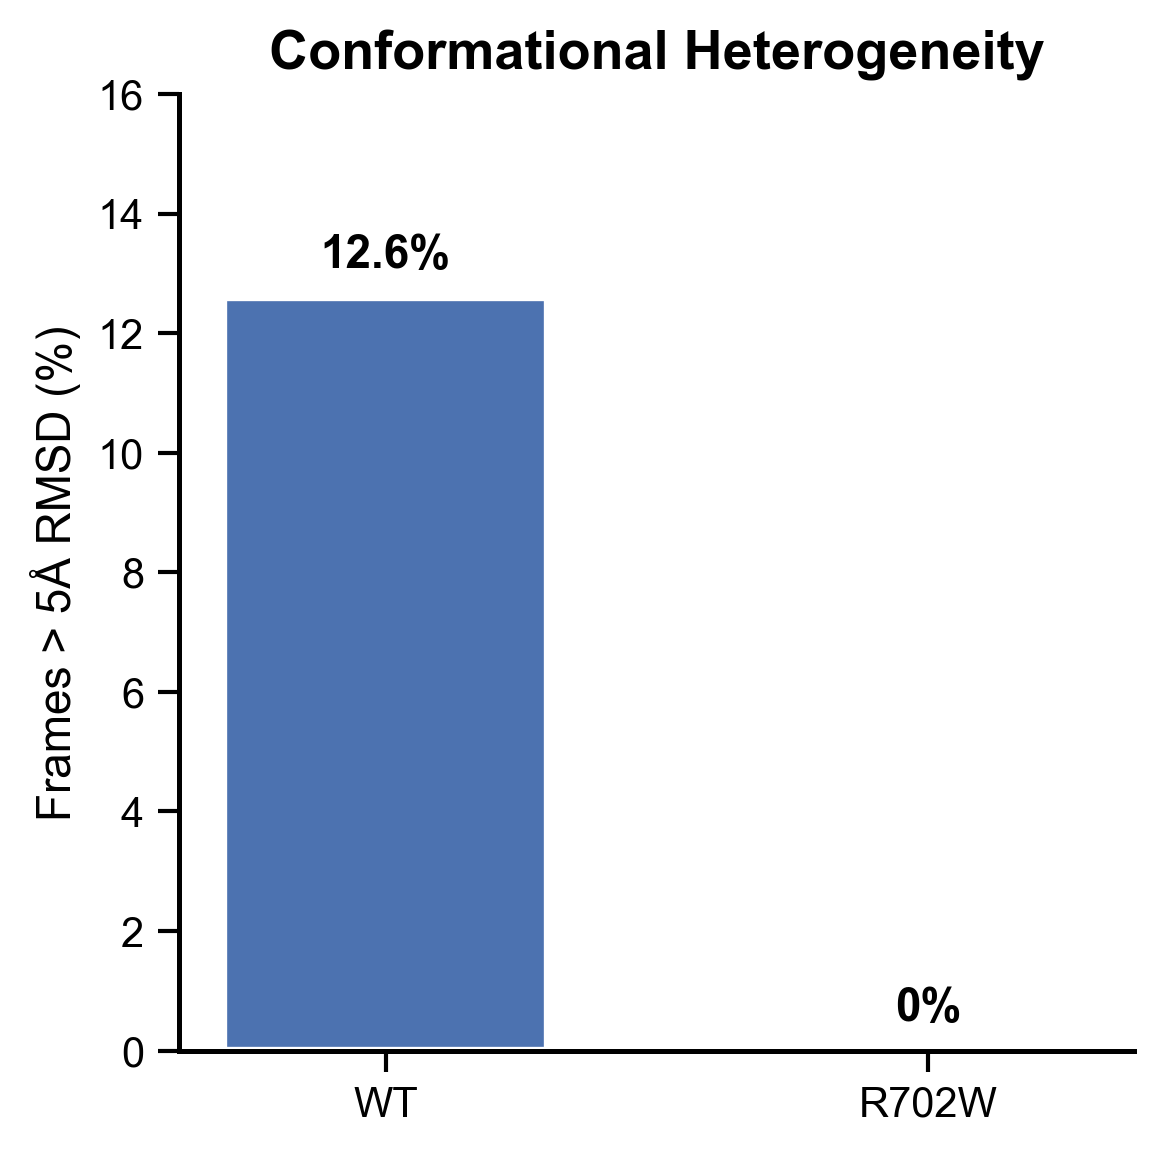 Conformational Heterogeneity
16
14
12
10
8
6
4
2
0
Frames > 5Å RMSD (%)
12.6%
0%
WT
R702W